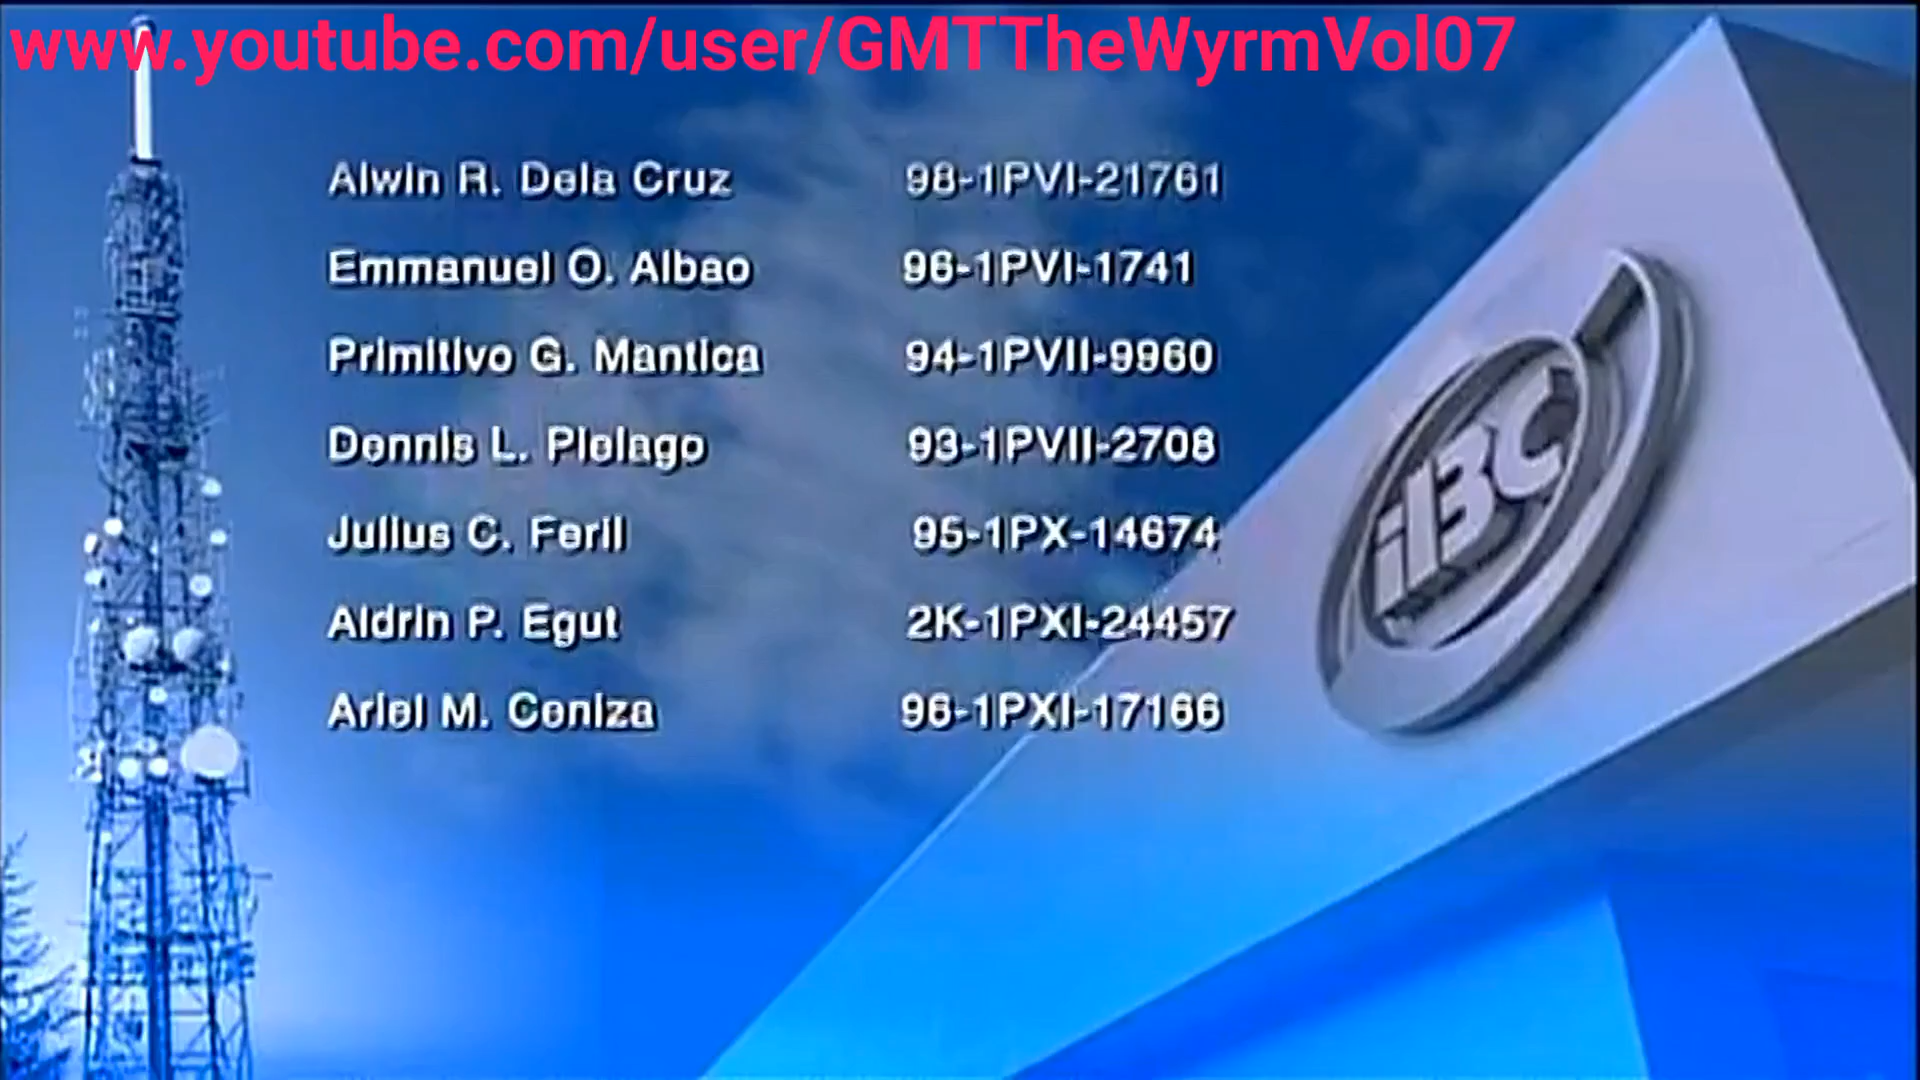 www.youtube.com/user/GMTTheWyrmVol07
Alwin R. Dela Cruz 98-1PVI-21761
Emmanuel O. Albao 96-1PVI-1741
Primitivo G. Mantica 94-1PVII-9960
Dennis L. Pielago 93-1PVII-2708
Julius C. Feril 95-1PX-14674
Aldrin P. Egut 2K-1PXI-24457
Ariel M. Ceniza 96-1PXI-17166
iBC